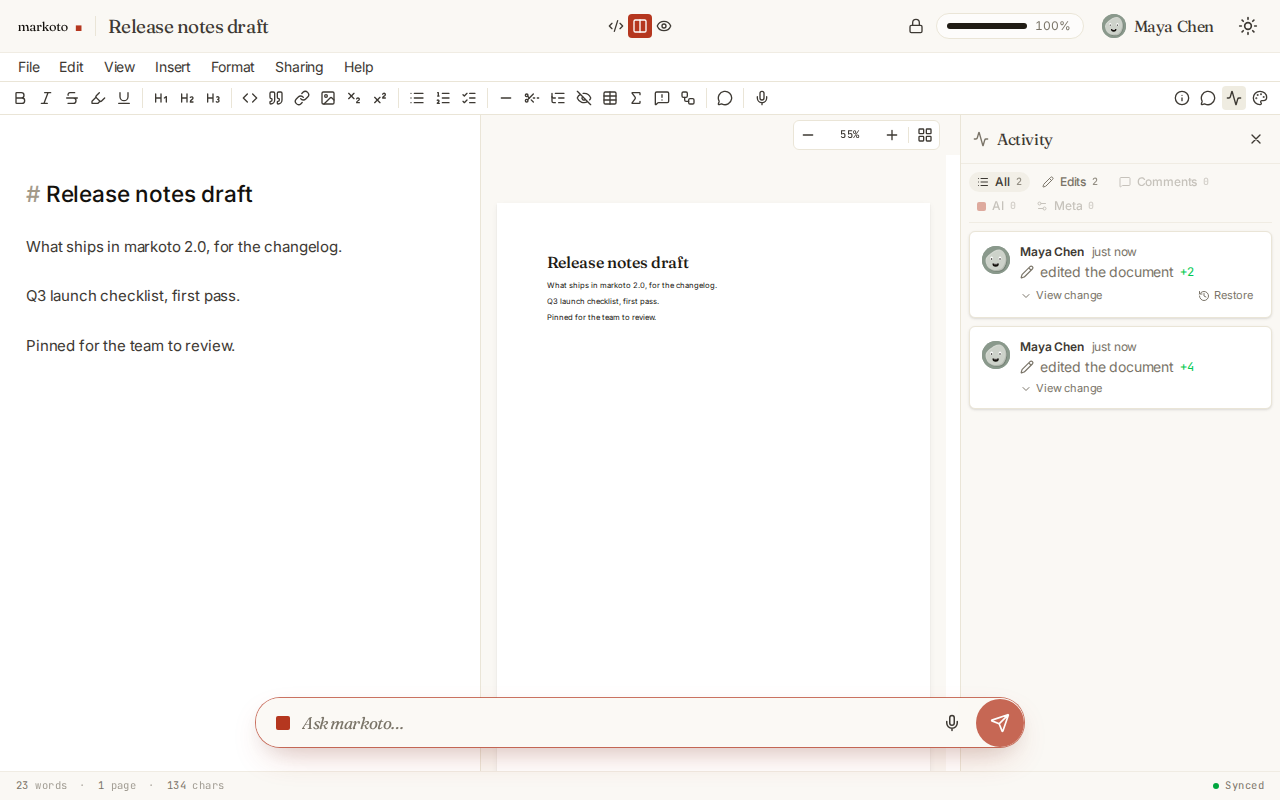 markoto
Release notes draft
100%
Maya Chen
File Edit View Insert Format Sharing Help
H1 H2 H3
55%
Activity
All 2 Edits 2 Comments 0
AI 0 Meta 0
# Release notes draft
What ships in markoto 2.0, for the changelog.
Q3 launch checklist, first pass.
Pinned for the team to review.
Release notes draft
What ships in markoto 2.0, for the changelog.
Q3 launch checklist, first pass.
Pinned for the team to review.
Maya Chen just now
edited the document +2
View change Restore
Maya Chen just now
edited the document +4
View change
Ask markoto...
23 words · 1 page · 134 chars
Synced